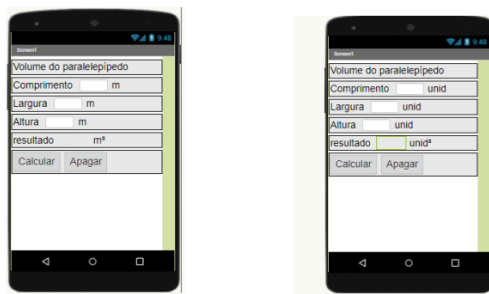 9:48
Screen1
Volume do paralelepípedo
Comprimento m
Largura m
Altura m
resultado m³
Calcular Apagar
9:48
Screen1
Volume do paralelepípedo
Comprimento unid
Largura unid
Altura unid
resultado unid³
Calcular Apagar